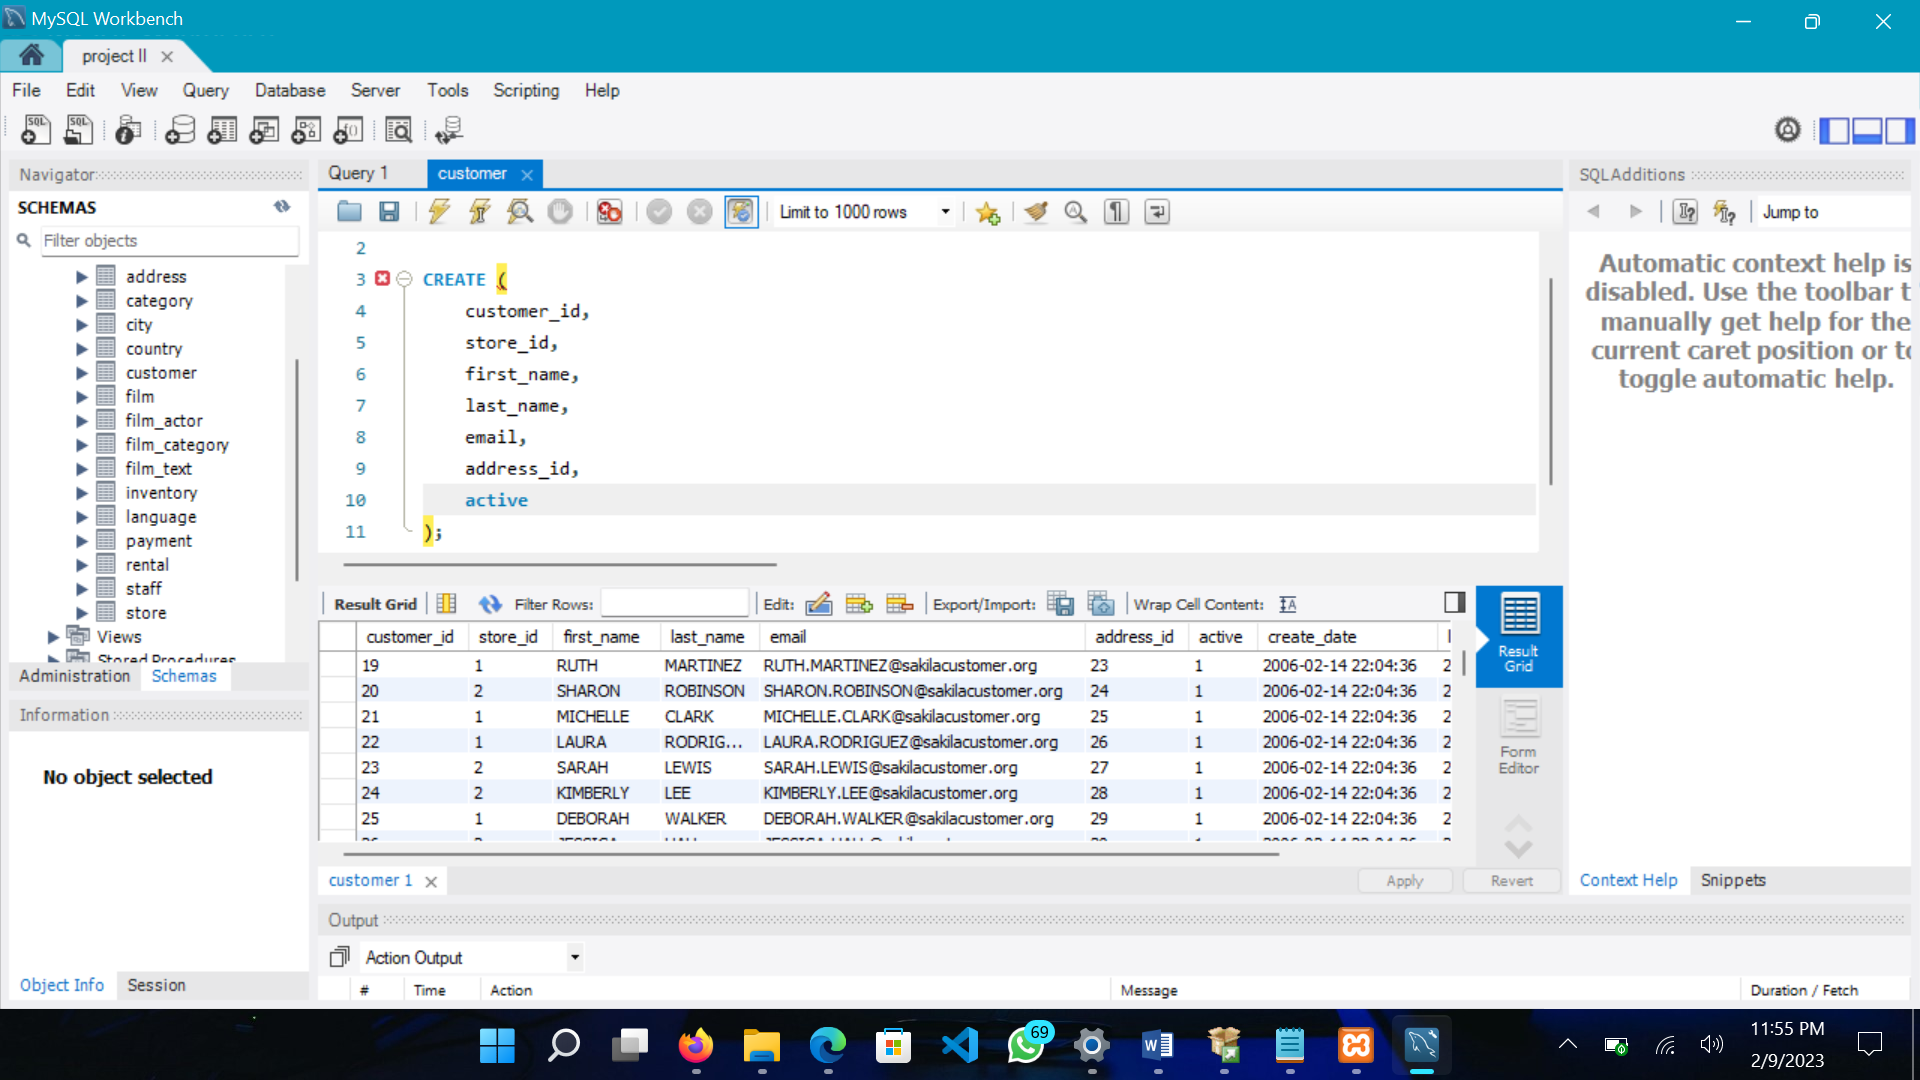 MySQL Workbench
project II
File Edit View Query Database Server Tools Scripting Help
SQL SQL
Navigator
SCHEMAS
Filter objects
address
category
city
country
customer
film
film_actor
film_category
film_text
inventory
language
payment
rental
staff
store
Views
Stored Procedures
Administration Schemas
Information
No object selected
Object Info Session
Query 1 customer
Limit to 1000 rows
2
3 CREATE (
4 customer_id,
5 store_id,
6 first_name,
7 last_name,
8 email,
9 address_id,
10 active
11 );
Result Grid Filter Rows: Edit: Export/Import: Wrap Cell Content: IA
customer_id store_id first_name last_name email address_id active create_date
19 1 RUTH MARTINEZ RUTH.MARTINEZ@sakilacustomer.org 23 1 2006-02-14 22:04:36 2
20 2 SHARON ROBINSON SHARON.ROBINSON@sakilacustomer.org 24 1 2006-02-14 22:04:36 2
21 1 MICHELLE CLARK MICHELLE.CLARK@sakilacustomer.org 25 1 2006-02-14 22:04:36 2
22 1 LAURA RODRIG... LAURA.RODRIGUEZ@sakilacustomer.org 26 1 2006-02-14 22:04:36 2
23 2 SARAH LEWIS SARAH.LEWIS@sakilacustomer.org 27 1 2006-02-14 22:04:36 2
24 2 KIMBERLY LEE KIMBERLY.LEE@sakilacustomer.org 28 1 2006-02-14 22:04:36 2
25 1 DEBORAH WALKER DEBORAH.WALKER@sakilacustomer.org 29 1 2006-02-14 22:04:36 2
Result
Grid
Form
Editor
customer 1 Apply Revert
SQLAdditions
Jump to
Automatic context help is
disabled. Use the toolbar t
manually get help for the
current caret position or to
toggle automatic help.
Context Help Snippets
Output
Action Output
# Time Action Message Duration / Fetch
69
11:55 PM
2/9/2023